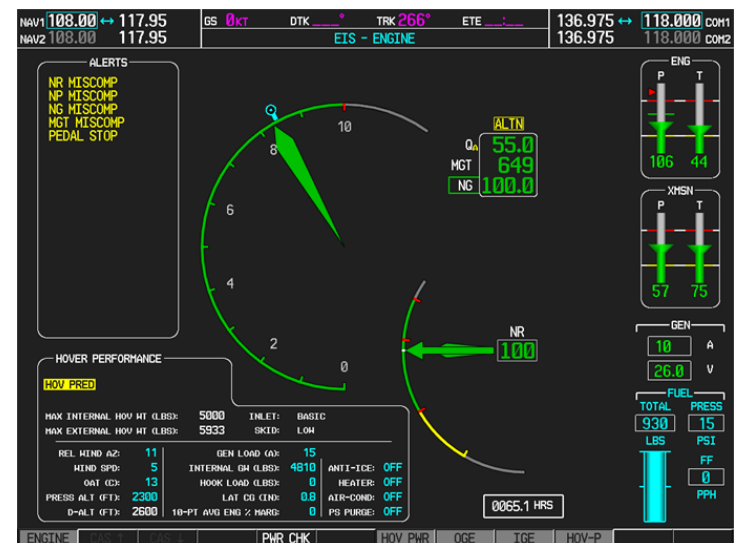 NAV1 108.00 ↔ 117.95 GS 0KT DTK ___° TRK 266° ETE __:__ 136.975 ↔ 118.000 COM1
NAV2 108.00 117.95 EIS - ENGINE 136.975 118.000 COM2
ALERTS
NR MISCOMP
NP MISCOMP
NG MISCOMP
MGT MISCOMP
PEDAL STOP
10
8
6
4
2
0
ALTN
QA 55.0
MGT 649
NG 100.0
NR
100
ENG
P T
106 44
XMSN
P T
57 75
GEN
10 A
26.0 V
FUEL
TOTAL PRESS
930 15
LBS PSI
FF
0
PPH
HOVER PERFORMANCE
HOV PRED
MAX INTERNAL HOV WT (LBS): 5000 INLET: BASIC
MAX EXTERNAL HOV WT (LBS): 5933 SKID: LOW
REL WIND AZ: 11 GEN LOAD (A): 15
WIND SPD: 5 INTERNAL GW (LBS): 4810 ANTI-ICE: OFF
OAT (C): 13 HOOK LOAD (LBS): 0 HEATER: OFF
PRESS ALT (FT): 2300 LAT CG (IN): 0.8 AIR-COND: OFF
D-ALT (FT): 2600 10-PT AVG ENG % MARG: 0 PS PURGE: OFF
0065.1 HRS
ENGINE CAS ↑ CAS ↓ PWR CHK HOV PWR OGE IGE HOV-P